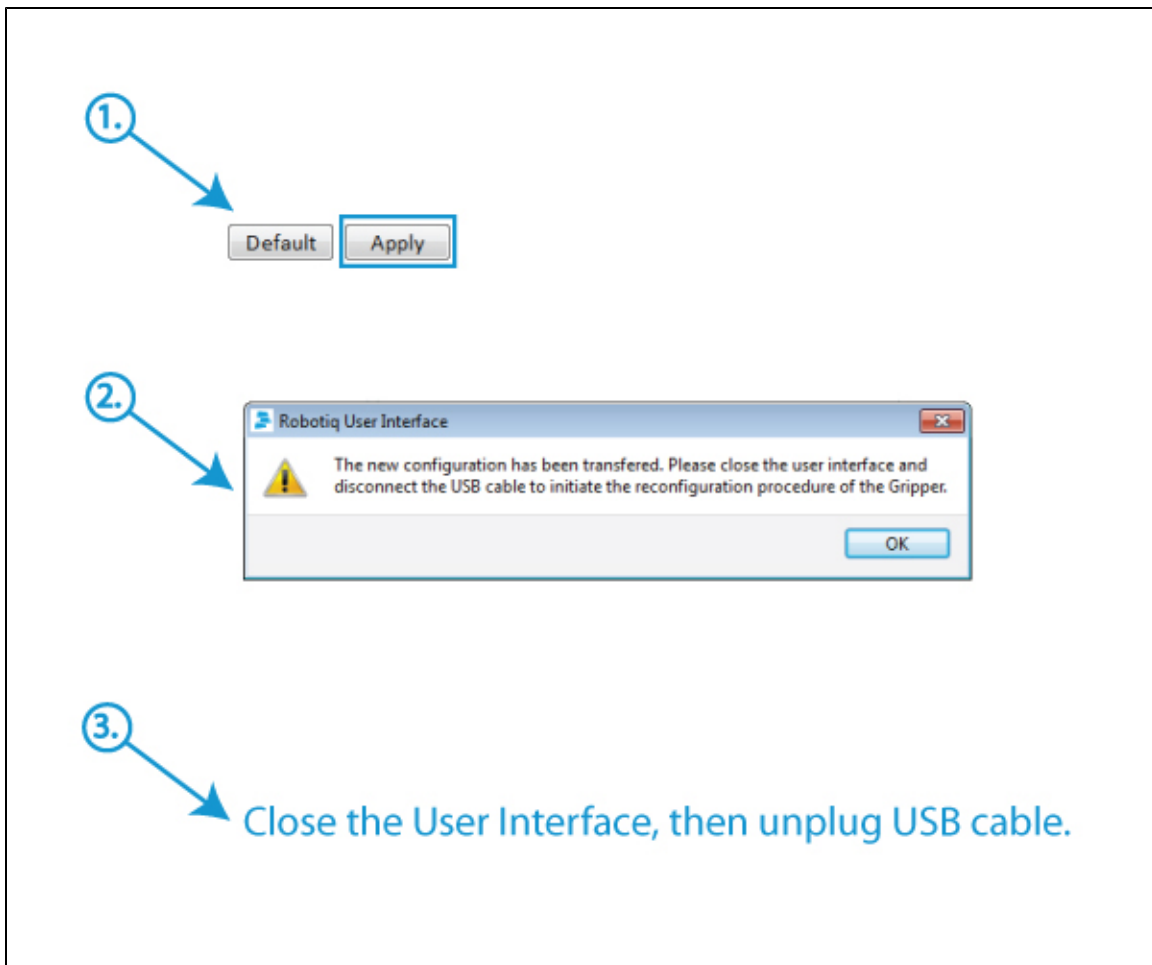 1.
Default Apply
2.
Robotiq User Interface
The new configuration has been transfered. Please close the user interface and
disconnect the USB cable to initiate the reconfiguration procedure of the Gripper.
OK
3.
Close the User Interface, then unplug USB cable.